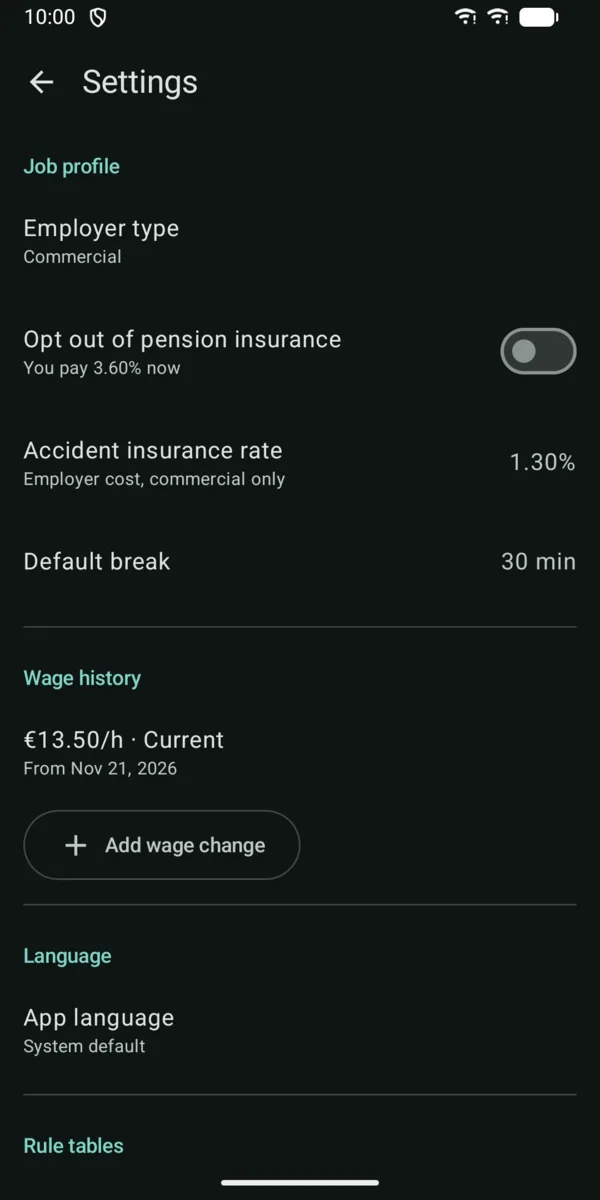 10:00
Settings
Job profile
Employer type
Commercial
Opt out of pension insurance
You pay 3.60% now
Accident insurance rate
Employer cost, commercial only
1.30%
Default break
30 min
Wage history
€13.50/h · Current
From Nov 21, 2026
Add wage change
Language
App language
System default
Rule tables